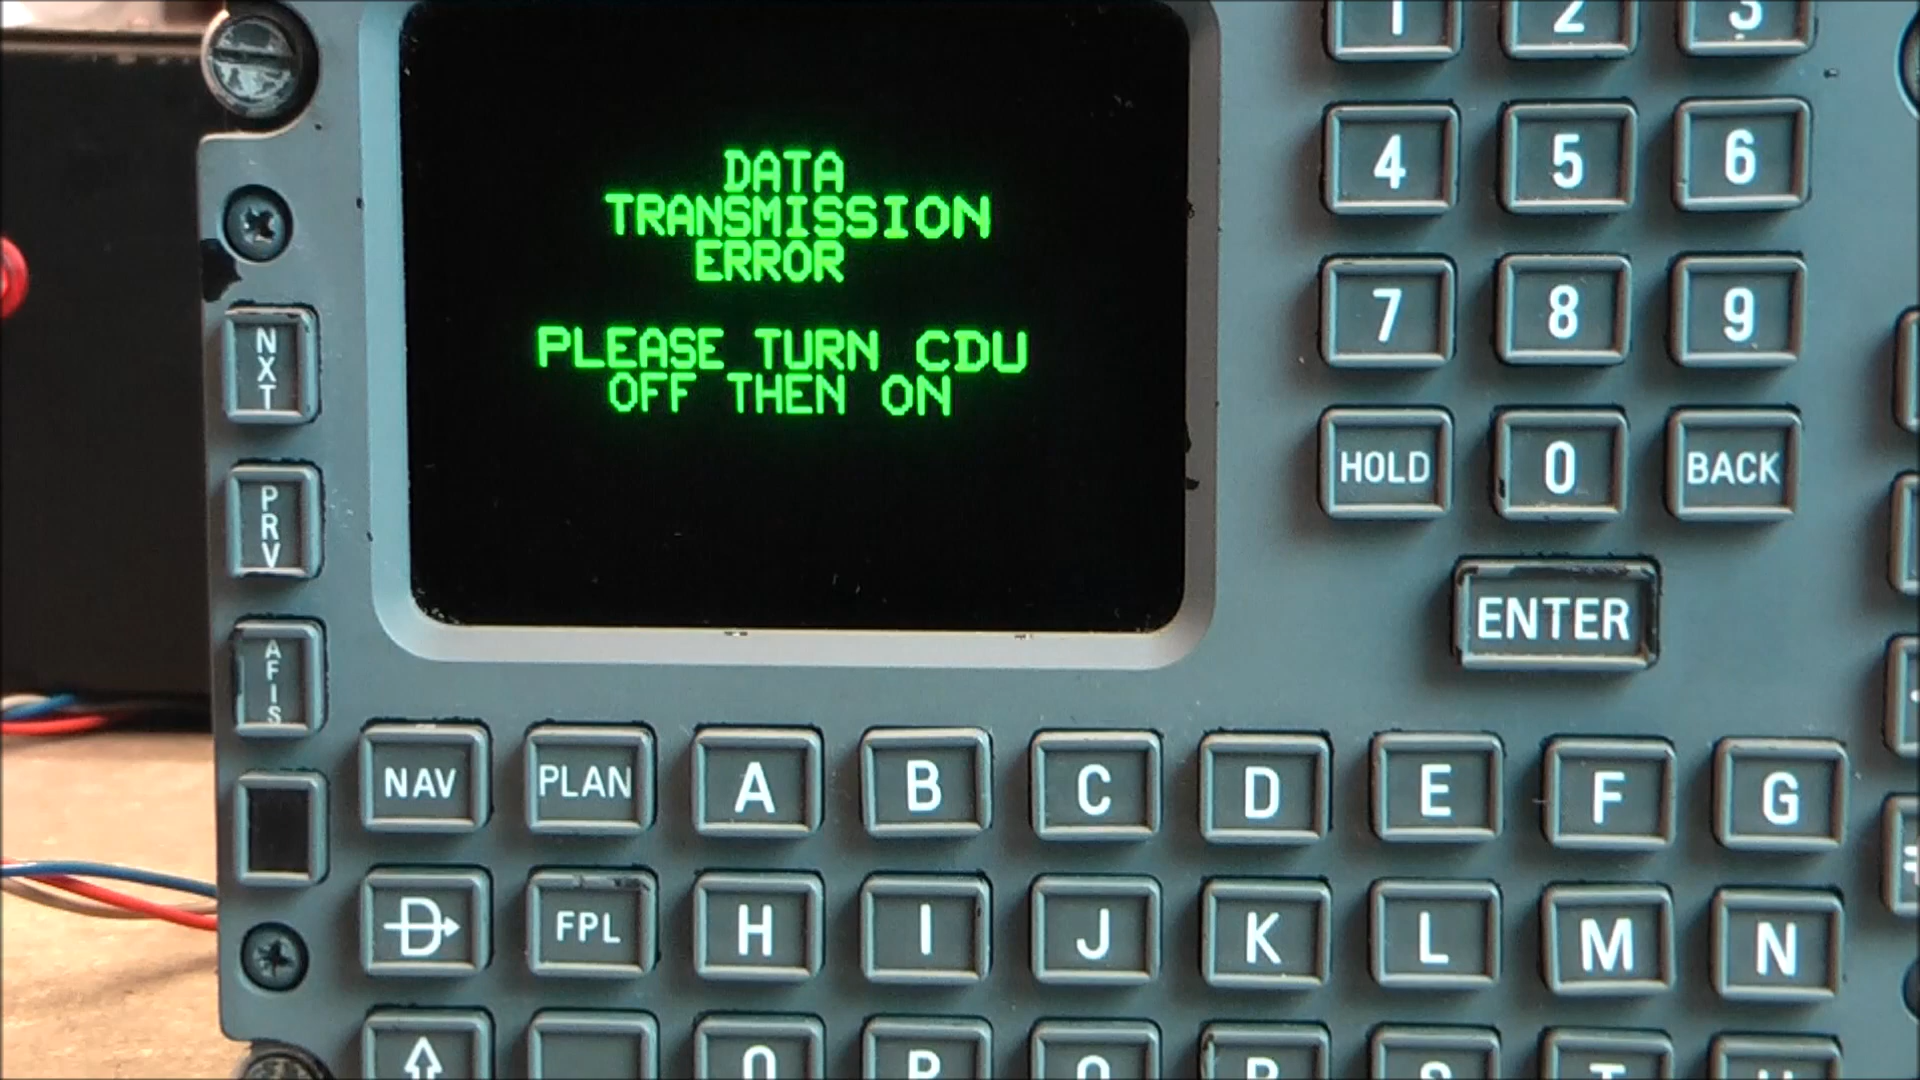 1 2 3
DATA
TRANSMISSION
ERROR
PLEASE TURN CDU
OFF THEN ON
4 5 6
7 8 9
HOLD 0 BACK
ENTER
NXT
PRV
AFIS
NAV PLAN A B C D E F G
D FPL H I J K L M N